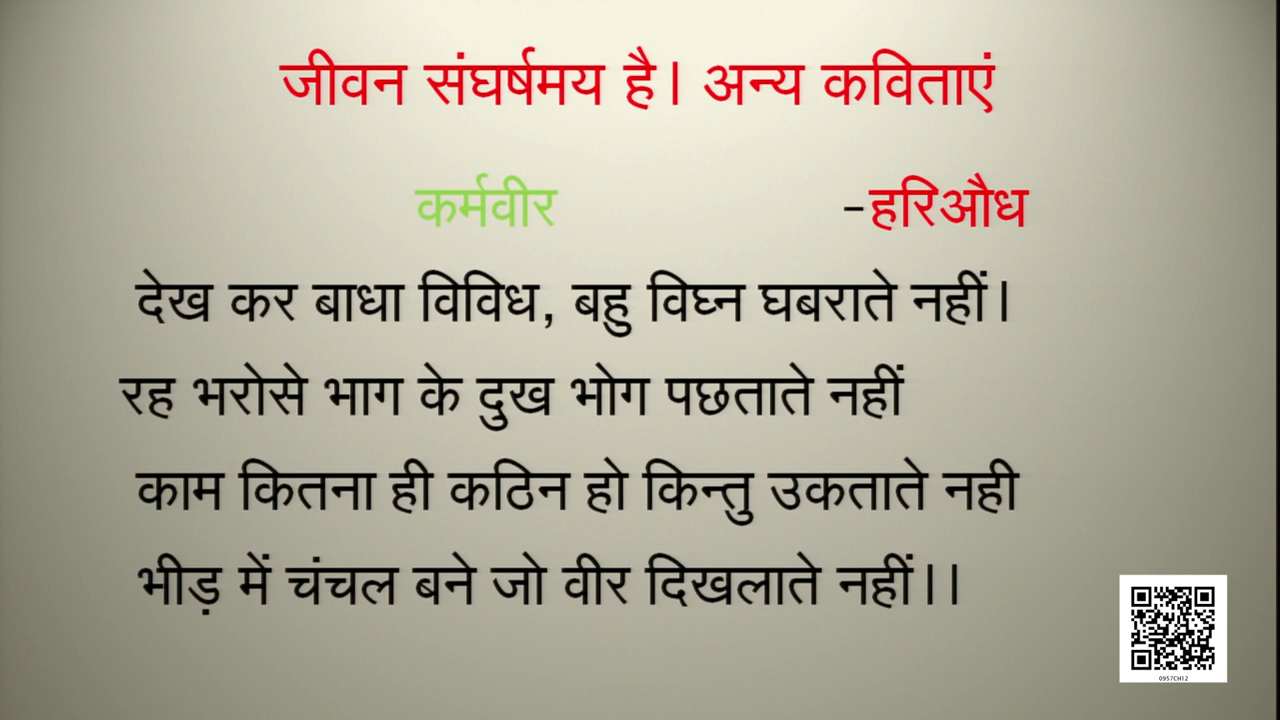 जीवन संघर्षमय है। अन्य कविताएं
कर्मवीर -हरिऔध
देख कर बाधा विविध, बहु विघ्न घबराते नहीं।
रह भरोसे भाग के दुख भोग पछताते नहीं
काम कितना ही कठिन हो किन्तु उकताते नही
भीड़ में चंचल बने जो वीर दिखलाते नहीं।।
0957CH12